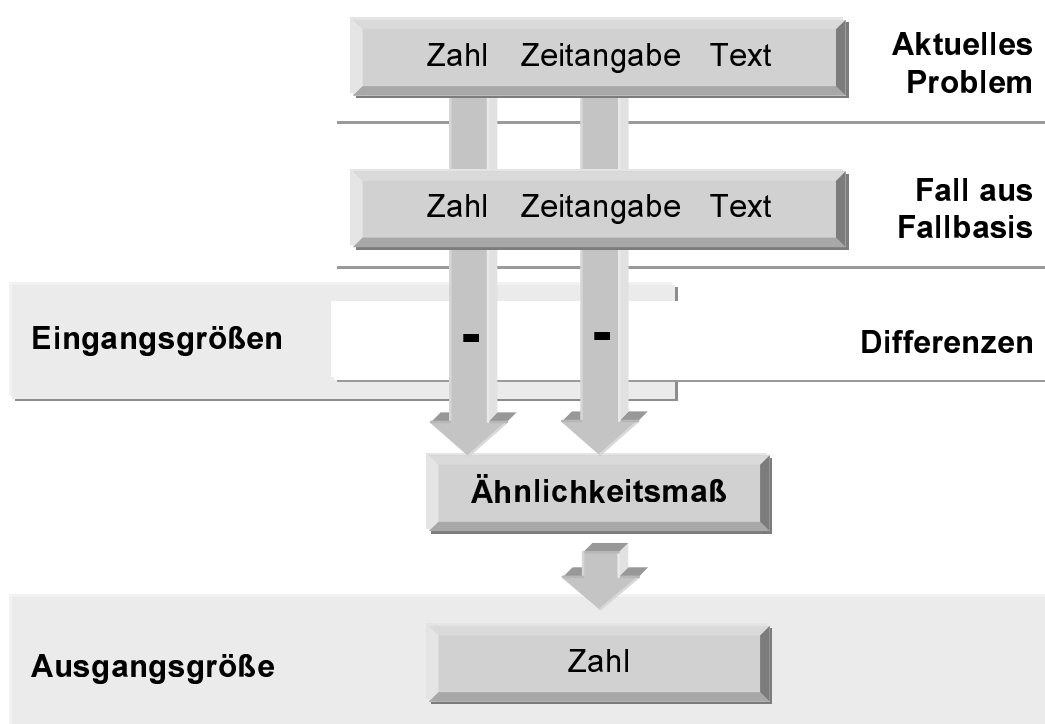 Zahl Zeitangabe Text
Aktuelles
Problem
Zahl Zeitangabe Text
Fall aus
Fallbasis
Eingangsgrößen
- -
Differenzen
Ähnlichkeitsmaß
Ausgangsgröße
Zahl